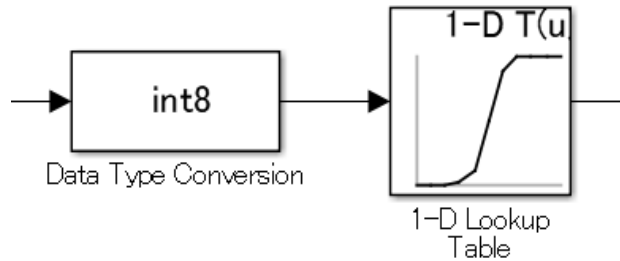 1-D T(u
int8
Data Type Conversion
1-D Lookup
Table